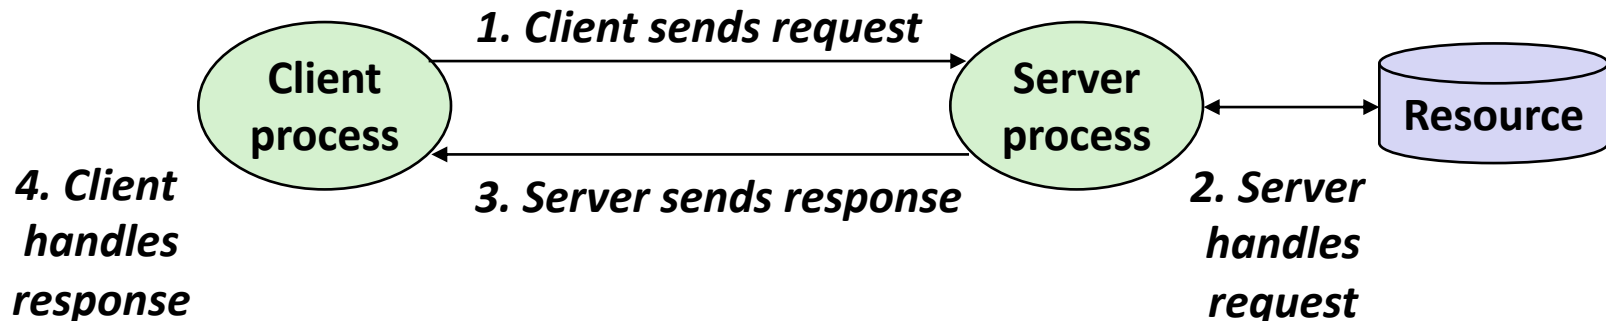 1. Client sends request
Client
process
Server
process
Resource
3. Server sends response
4. Client
handles
response
2. Server
handles
request